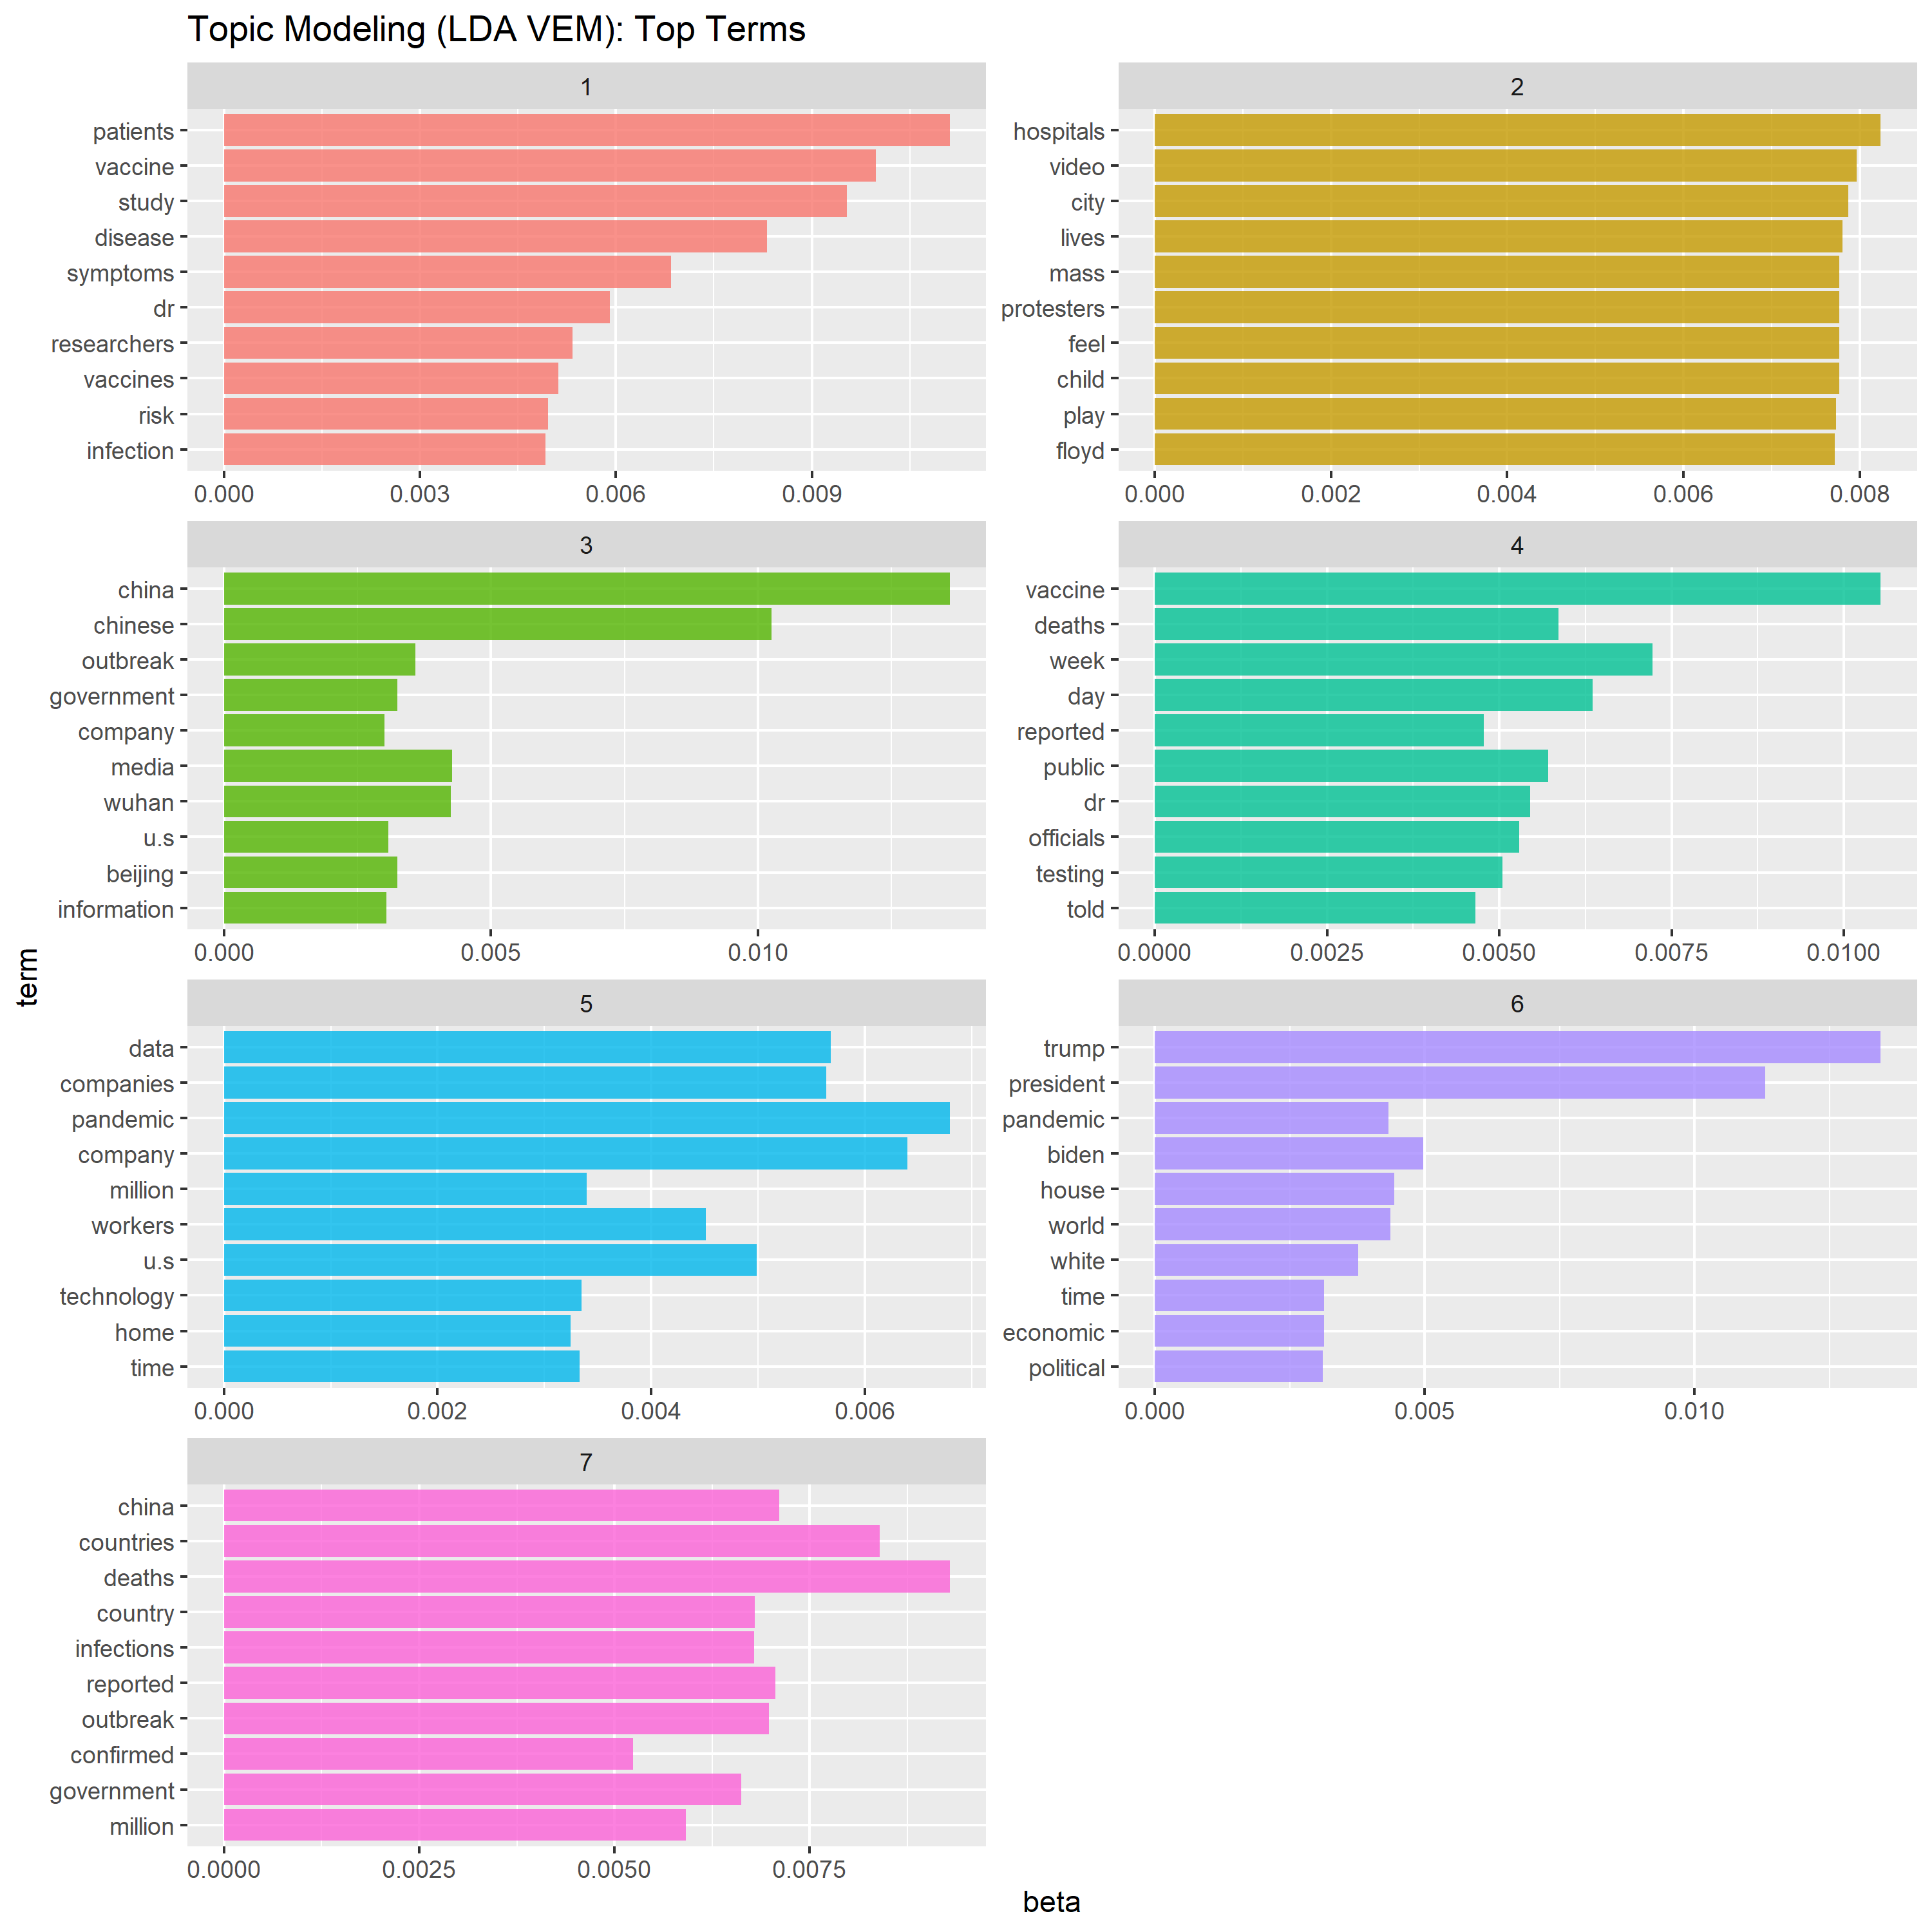 Topic Modeling (LDA VEM): Top Terms
1
patients
vaccine
study
disease
symptoms
dr
researchers
vaccines
risk
infection
0.000 0.003 0.006 0.009
2
hospitals
video
city
lives
mass
protesters
feel
child
play
floyd
0.000 0.002 0.004 0.006 0.008
3
china
chinese
outbreak
government
company
media
wuhan
u.s
beijing
information
0.000 0.005 0.010
4
vaccine
deaths
week
day
reported
public
dr
officials
testing
told
0.0000 0.0025 0.0050 0.0075 0.0100
term
5
data
companies
pandemic
company
million
workers
u.s
technology
home
time
0.000 0.002 0.004 0.006
6
trump
president
pandemic
biden
house
world
white
time
economic
political
0.000 0.005 0.010
7
china
countries
deaths
country
infections
reported
outbreak
confirmed
government
million
0.0000 0.0025 0.0050 0.0075
beta